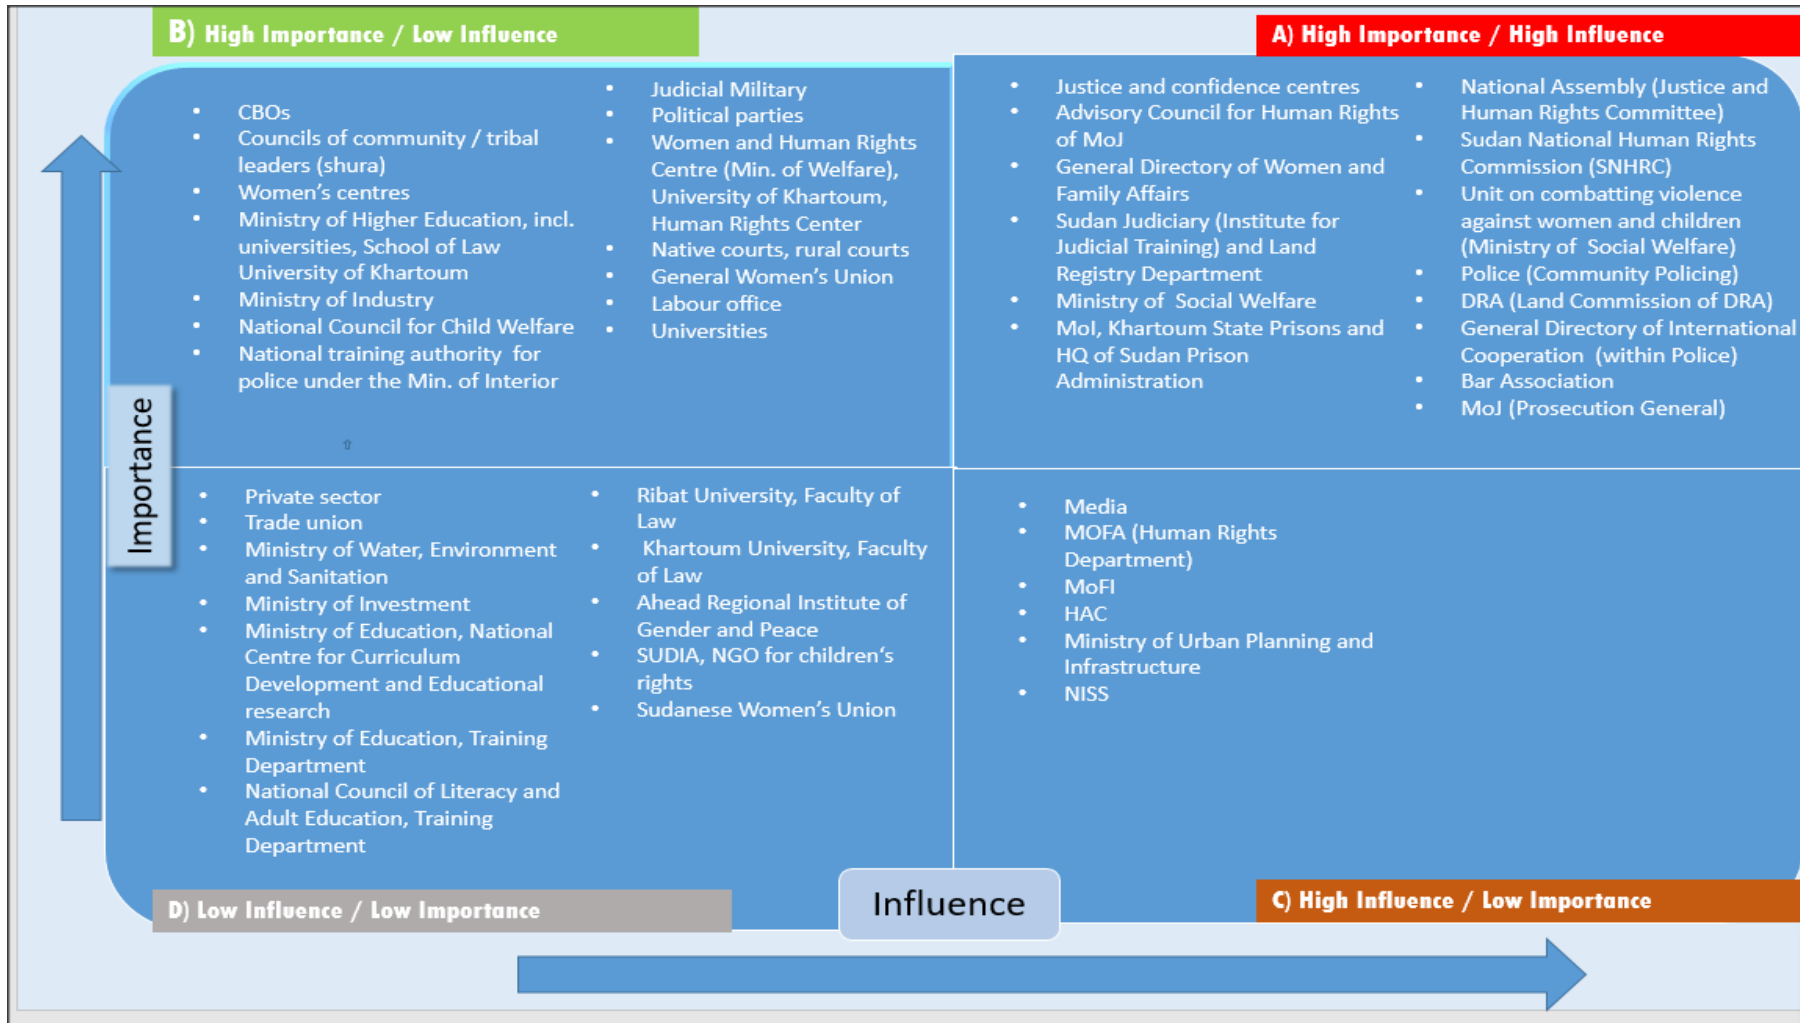 B) High Importance / Low Influence
A) High Importance / High Influence
• CBOs
• Councils of community / tribal
leaders (shura)
• Women's centres
• Ministry of Higher Education, incl.
universities, School of Law
University of Khartoum
• Ministry of Industry
• National Council for Child Welfare
• National training authority for
police under the Min. of Interior
• Judicial Military
• Political parties
• Women and Human Rights
Centre (Min. of Welfare),
University of Khartoum,
Human Rights Center
• Native courts, rural courts
• General Women's Union
• Labour office
• Universities
• Justice and confidence centres
• Advisory Council for Human Rights
of MoJ
• General Directory of Women and
Family Affairs
• Sudan Judiciary (Institute for
Judicial Training) and Land
Registry Department
• Ministry of Social Welfare
• MoI, Khartoum State Prisons and
HQ of Sudan Prison
Administration
• National Assembly (Justice and
Human Rights Committee)
• Sudan National Human Rights
Commission (SNHRC)
• Unit on combatting violence
against women and children
(Ministry of Social Welfare)
• Police (Community Policing)
• DRA (Land Commission of DRA)
• General Directory of International
Cooperation (within Police)
• Bar Association
• MoJ (Prosecution General)
Importance
• Private sector
• Trade union
• Ministry of Water, Environment
and Sanitation
• Ministry of Investment
• Ministry of Education, National
Centre for Curriculum
Development and Educational
research
• Ministry of Education, Training
Department
• National Council of Literacy and
Adult Education, Training
Department
• Ribat University, Faculty of
Law
• Khartoum University, Faculty
of Law
• Ahead Regional Institute of
Gender and Peace
• SUDIA, NGO for children's
rights
• Sudanese Women's Union
• Media
• MOFA (Human Rights
Department)
• MoFI
• HAC
• Ministry of Urban Planning and
Infrastructure
• NISS
D) Low Influence / Low Importance
Influence
C) High Influence / Low Importance